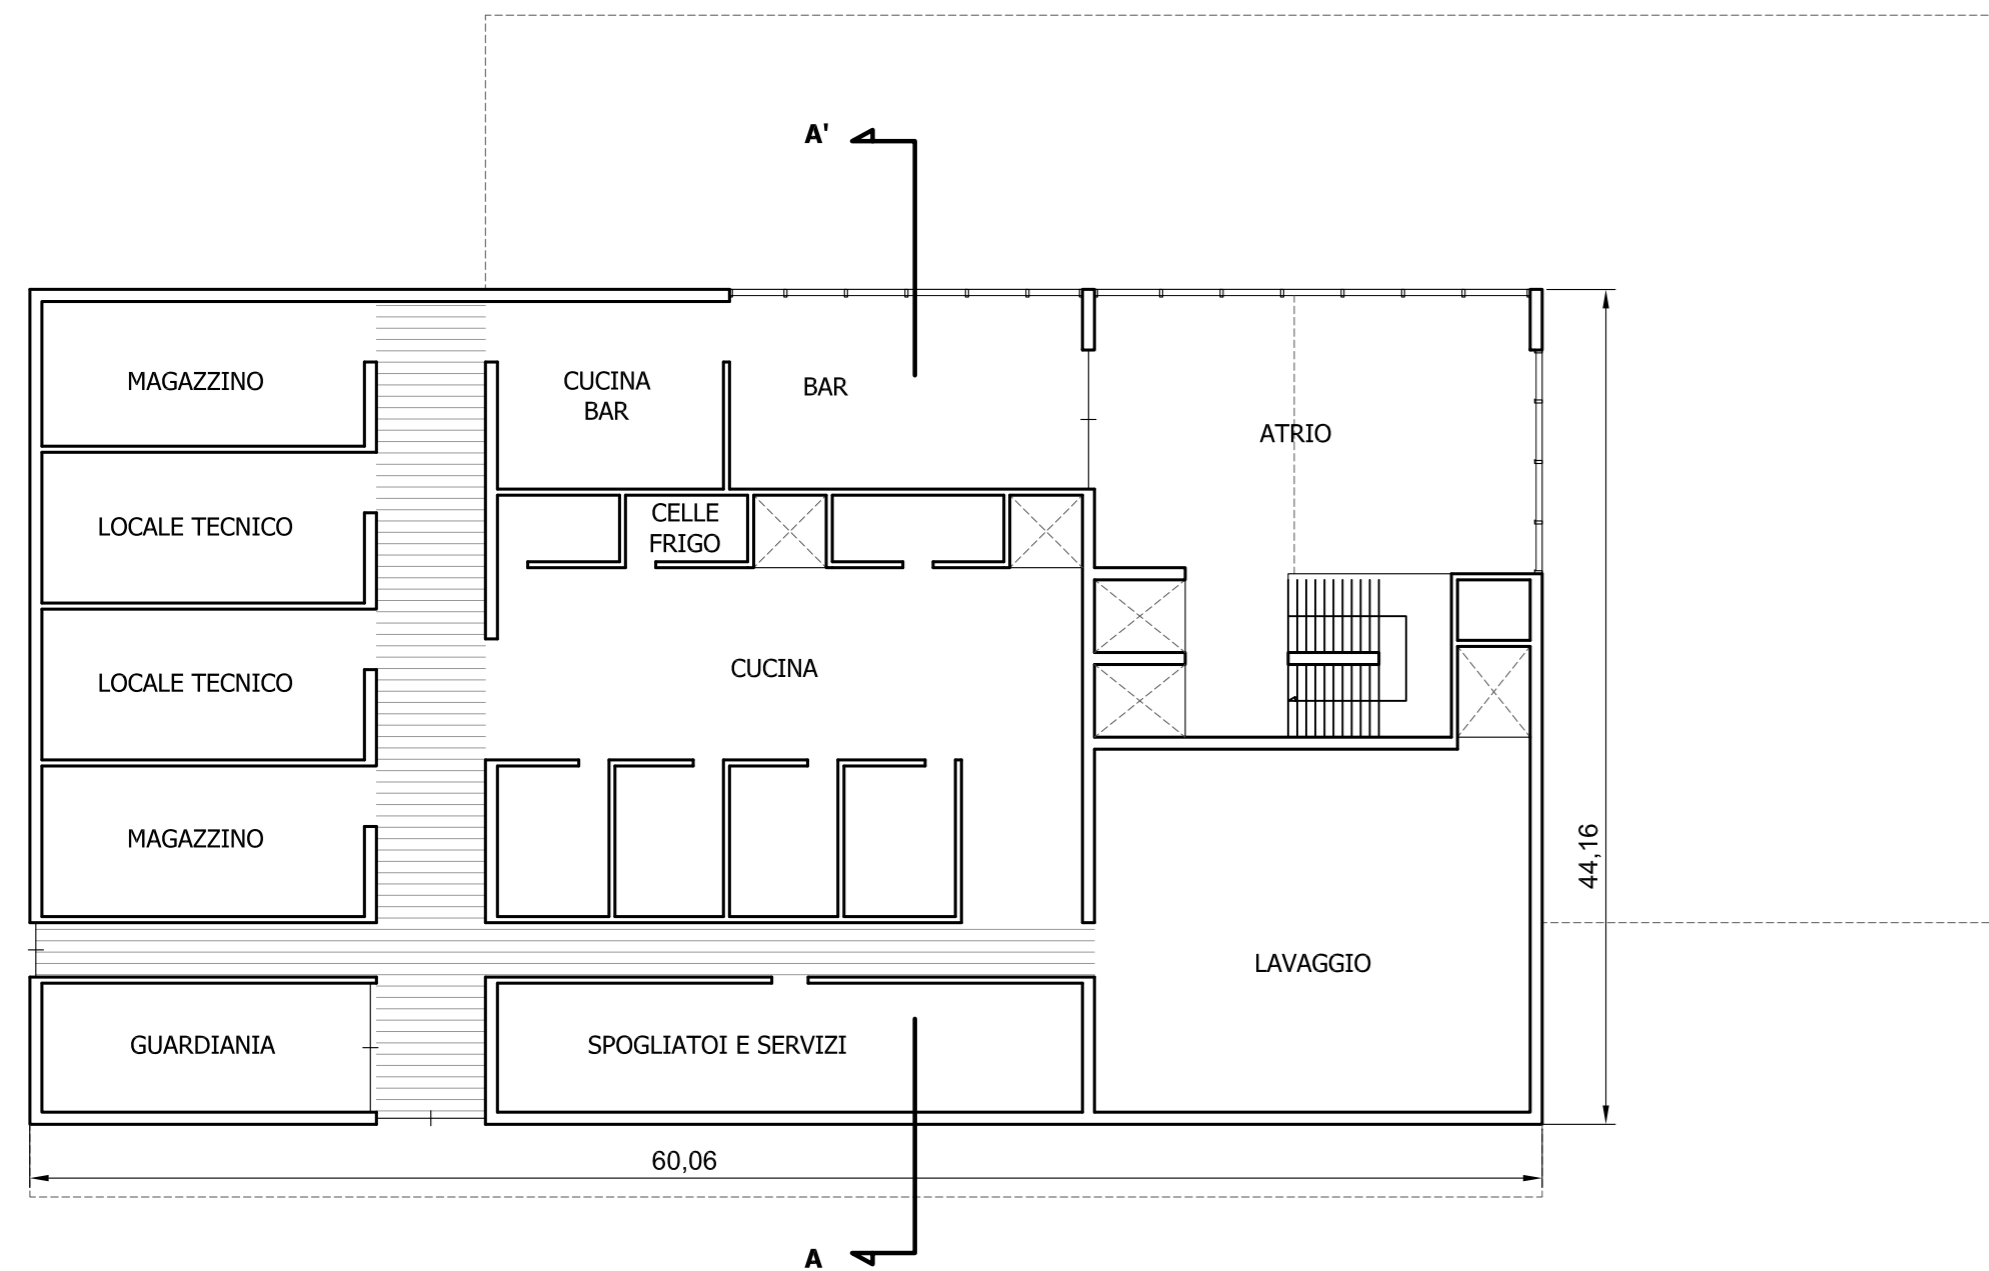 A'
MAGAZZINO
CUCINA
BAR
BAR
ATRIO
LOCALE TECNICO
CELLE
FRIGO
CUCINA
LOCALE TECNICO
MAGAZZINO
44,16
LAVAGGIO
GUARDIANIA
SPOGLIATOI E SERVIZI
60,06
A